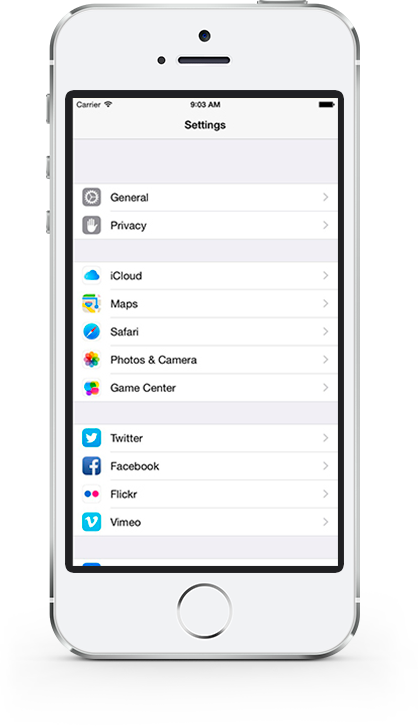 Carrier 9:03 AM
Settings
General
Privacy
iCloud
Maps
Safari
Photos & Camera
Game Center
Twitter
Facebook
Flickr
Vimeo